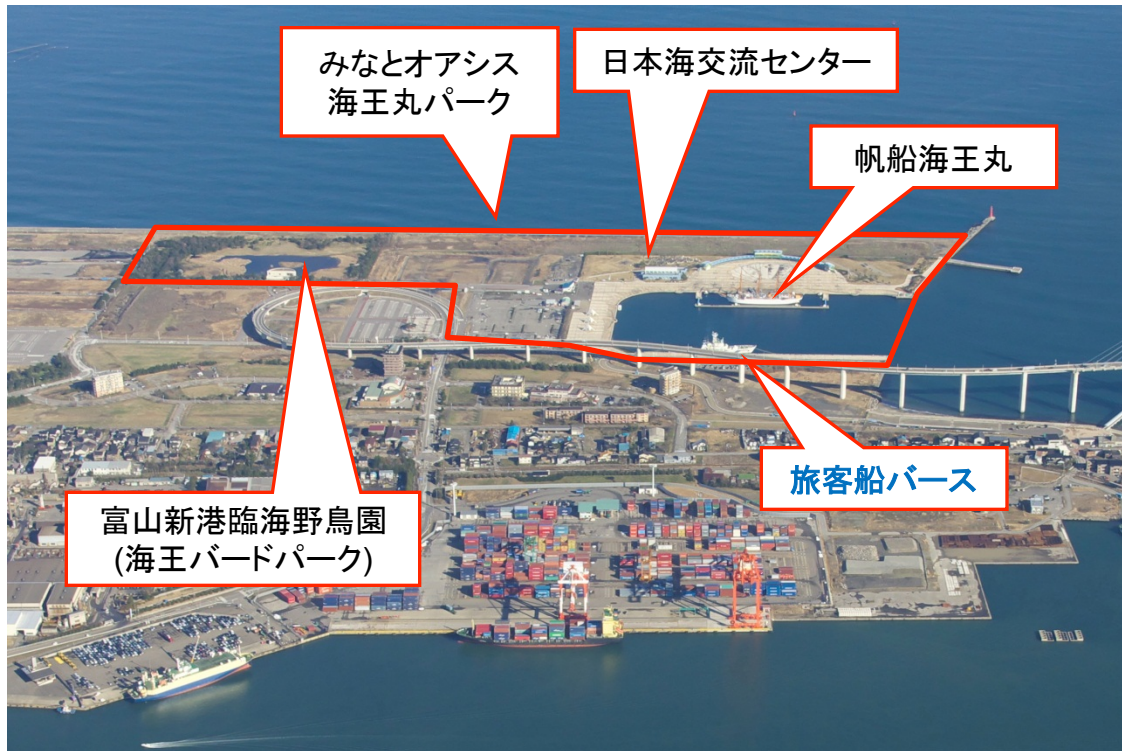 みなとオアシス
海王丸パーク
日本海交流センター
帆船海王丸
旅客船バース
富山新港臨海野鳥園
(海王バードパーク)